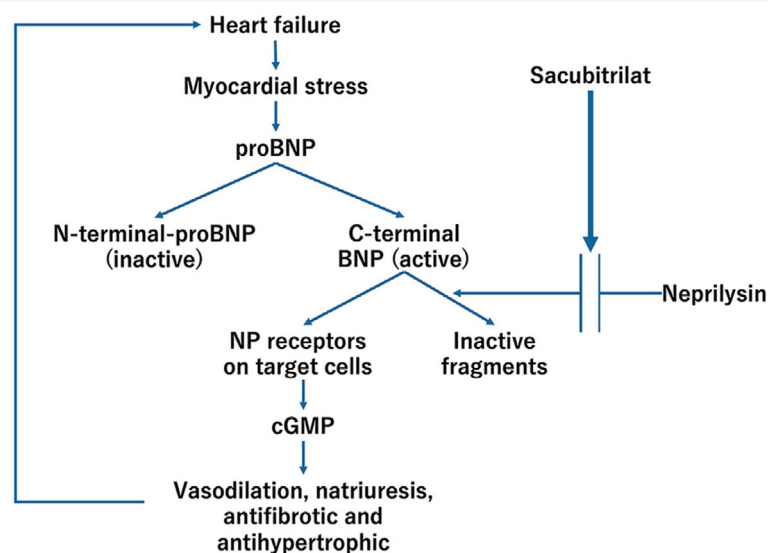 Heart failure
Myocardial stress
Sacubitrilat
proBNP
N-terminal-proBNP
(inactive)
C-terminal
BNP (active)
Neprilysin
NP receptors
on target cells
Inactive
fragments
cGMP
Vasodilation, natriuresis,
antifibrotic and
antihypertrophic